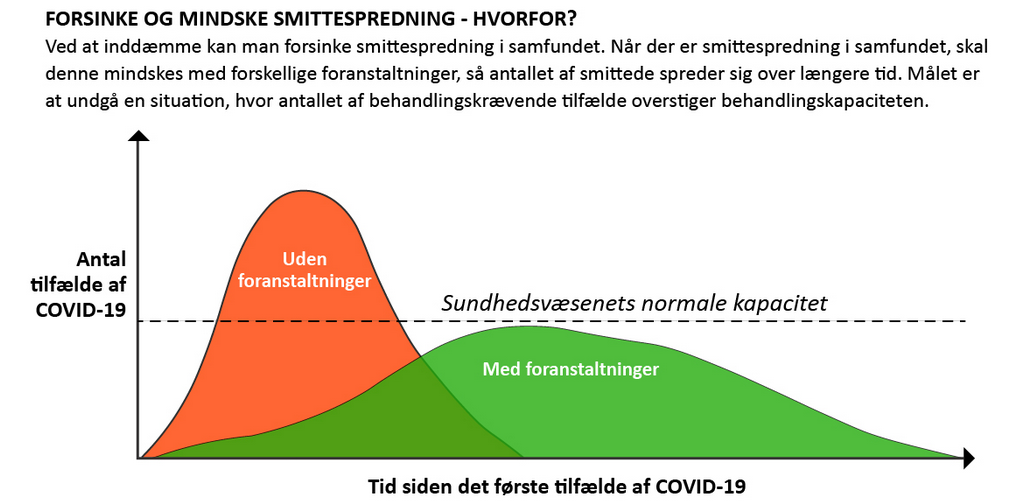 FORSINKE OG MINDSKE SMITTESPREDNING - HVORFOR?
Ved at inddæmme kan man forsinke smittespredning i samfundet. Når der er smittespredning i samfundet, skal
denne mindskes med forskellige foranstaltninger, så antallet af smittede spreder sig over længere tid. Målet er
at undgå en situation, hvor antallet af behandlingskrævende tilfælde overstiger behandlingskapaciteten.
Antal
tilfælde af
COVID-19
Uden
foranstaltninger
Sundhedsvæsenets normale kapacitet
Med foranstaltninger
Tid siden det første tilfælde af COVID-19